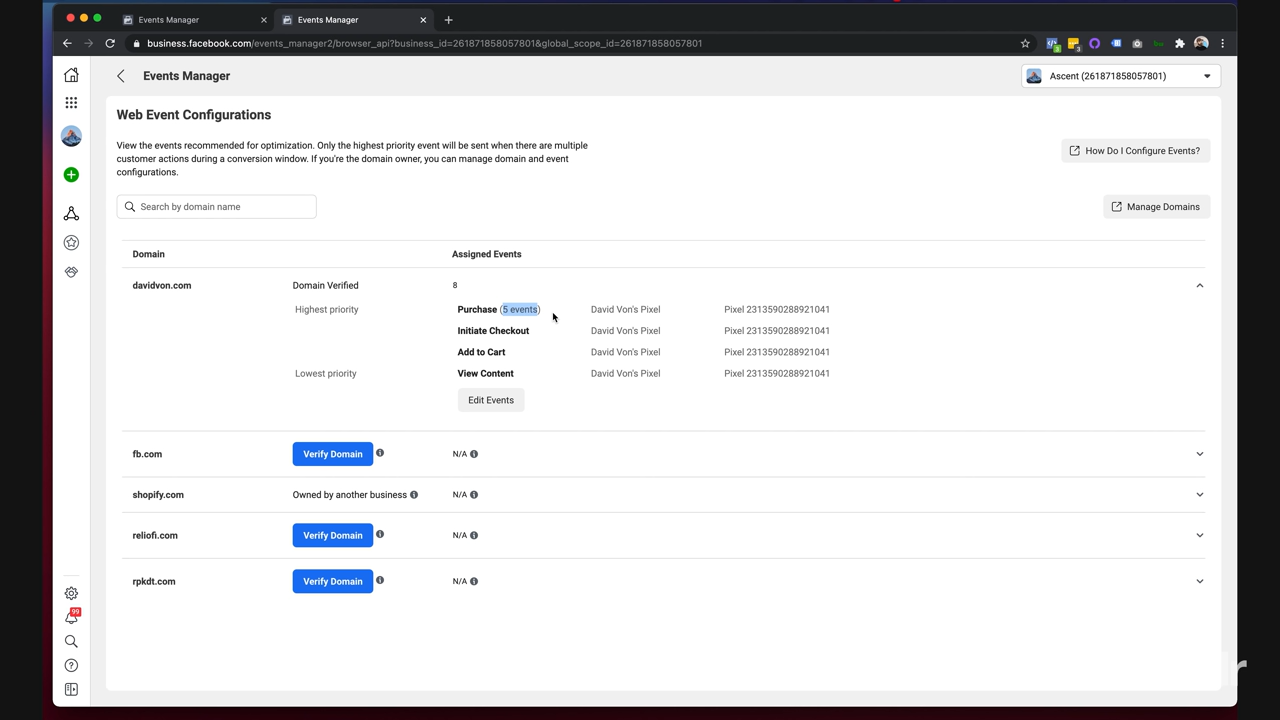 Events Manager
Events Manager
business.facebook.com/events_manager2/browser_api?business_id=261871858057801&global_scope_id=261871858057801
3
3
Events Manager
Ascent (261871858057801)
Web Event Configurations
View the events recommended for optimization. Only the highest priority event will be sent when there are multiple
customer actions during a conversion window. If you're the domain owner, you can manage domain and event
configurations.
How Do I Configure Events?
Search by domain name
Manage Domains
Domain Assigned Events
davidvon.com Domain Verified 8
Highest priority Purchase (5 events) David Von's Pixel Pixel 2313590288921041
Initiate Checkout David Von's Pixel Pixel 2313590288921041
Add to Cart David Von's Pixel Pixel 2313590288921041
Lowest priority View Content David Von's Pixel Pixel 2313590288921041
Edit Events
fb.com Verify Domain N/A
shopify.com Owned by another business N/A
reliofi.com Verify Domain N/A
rpkdt.com Verify Domain N/A
99
r